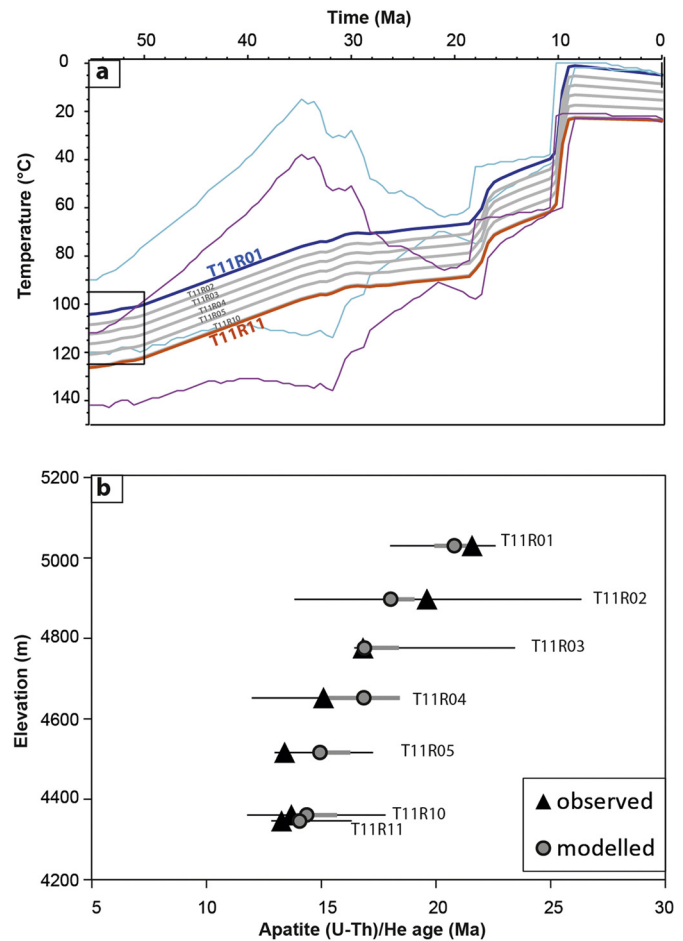 Time (Ma)
50 40 30 20 10 0
a
0
20
40
60
80
100
120
140
Temperature (°C)
T11R01
T11R02
T11R03
T11R04
T11R05
T11R10
T11R11
b
5200
5000
4800
4600
4400
4200
Elevation (m)
T11R01
T11R02
T11R03
T11R04
T11R05
T11R10
T11R11
observed
modelled
5 10 15 20 25 30
Apatite (U-Th)/He age (Ma)